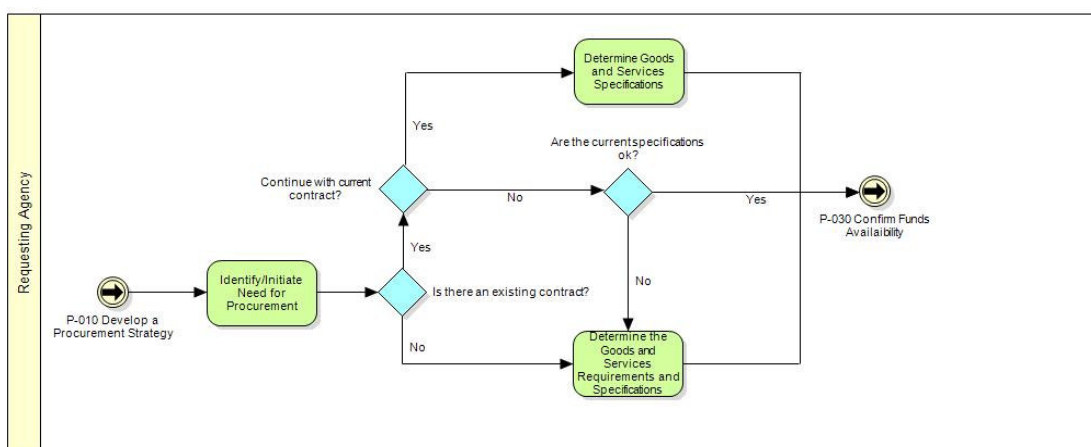 Requesting Agency
Determine Goods
and Services
Specifications
Yes
Are the current specifications
ok?
Continue with current
contract?
No
Yes
P-030 Confirm Funds
Availaibility
Yes
Identify/Initiate
Need for
Procurement
Is there an existing contract?
No
P-010 Develop a
Procurement Strategy
No
Determine the
Goods and
Services
Requirements and
Specifications